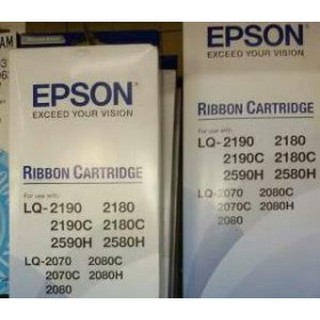 AM
EPSON
EXCEED YOUR VISION
RIBBON CARTRIDGE
For use with:
LQ-2190 2180
2190C 2180C
2590H 2580H
LQ-2070 2080C
2070C 2080H
2080
EPSON
EXCEED YOUR VISION
RIBBON CARTRIDGE
For use with:
LQ-2190 2180
2190C 2180C
2590H 2580H
LQ-2070 2080C
2070C 2080H
2080